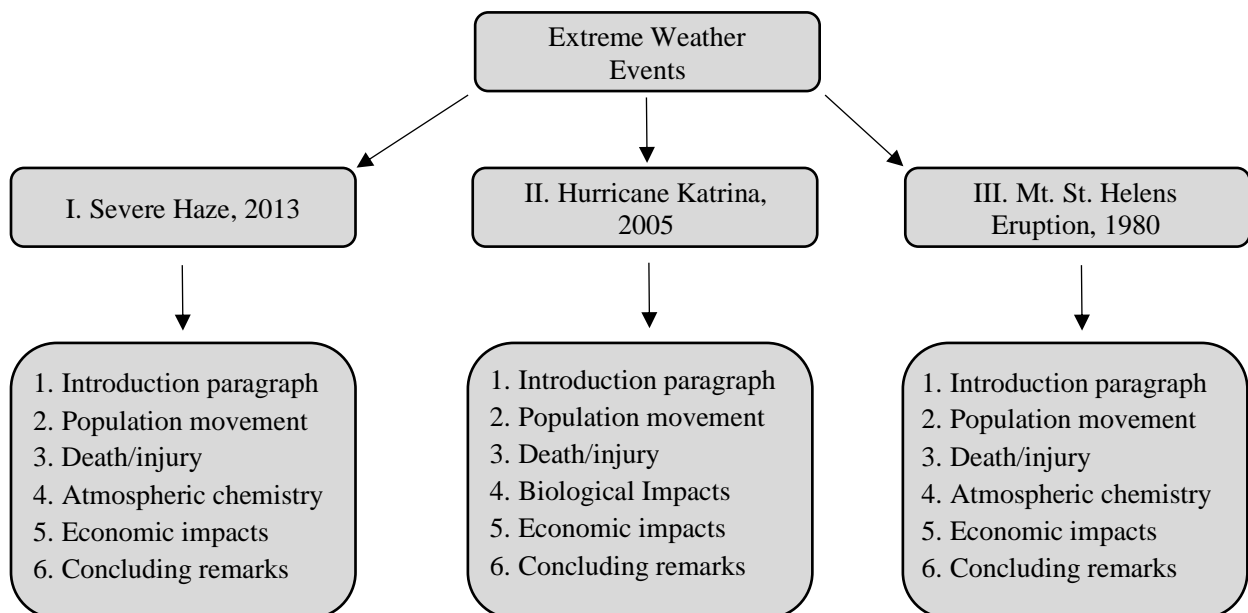 Extreme Weather
Events
I. Severe Haze, 2013
II. Hurricane Katrina,
2005
III. Mt. St. Helens
Eruption, 1980
1. Introduction paragraph
2. Population movement
3. Death/injury
4. Atmospheric chemistry
5. Economic impacts
6. Concluding remarks
1. Introduction paragraph
2. Population movement
3. Death/injury
4. Biological Impacts
5. Economic impacts
6. Concluding remarks
1. Introduction paragraph
2. Population movement
3. Death/injury
4. Atmospheric chemistry
5. Economic impacts
6. Concluding remarks